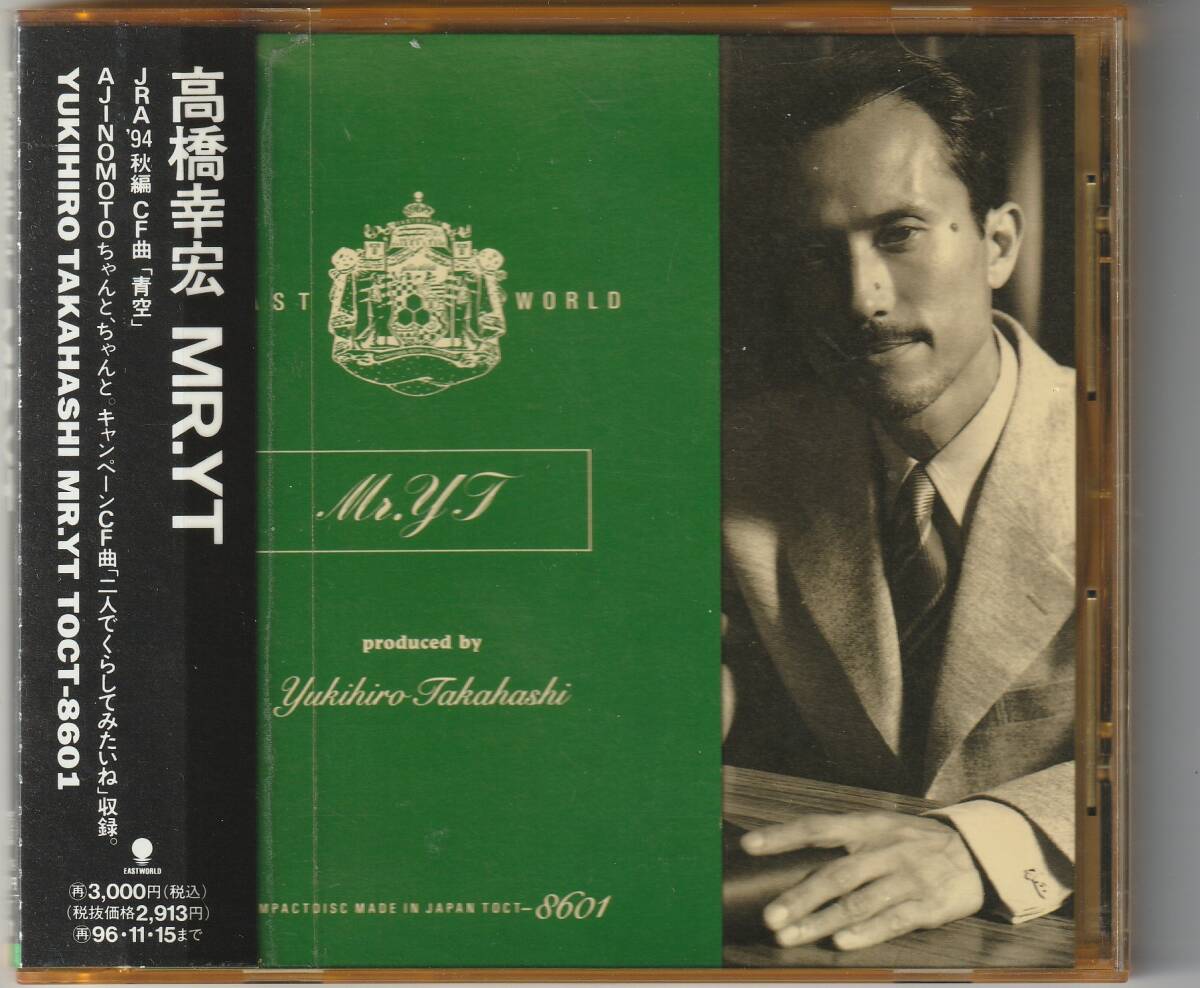 高橋幸宏 MR.YT
JRA '94 秋編 CF曲「青空」
AJINOMOTOちゃんと、ちゃんと。キャンペーンCF曲「二人でくらしてみたいね」収録。
YUKIHIRO TAKAHASHI MR.YT TOCT-8601
EASTWORLD
再3,000円(税込)
(税抜価格2,913円)
再96・11・15まで
AST WORLD
Mr.YT
produced by
Yukihiro Takahashi
MPACTDISC MADE IN JAPAN TOCT-8601